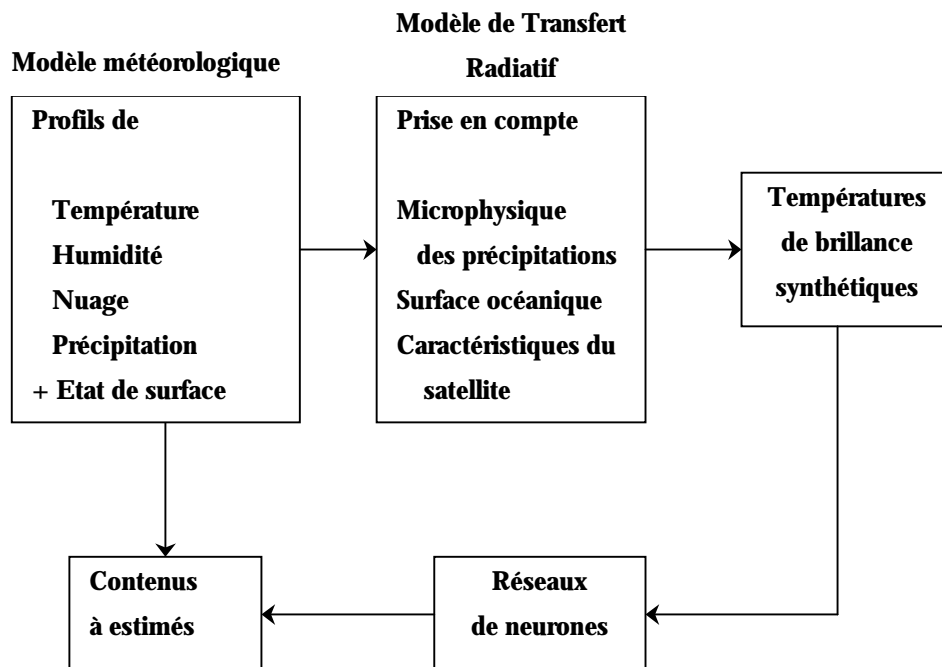 Modèle météorologique
Profils de
Température
Humidité
Nuage
Précipitation
+ Etat de surface
Modèle de Transfert
Radiatif
Prise en compte
Microphysique
des précipitations
Surface océanique
Caractéristiques du
satellite
Températures
de brillance
synthétiques
Contenus
à estimés
Réseaux
de neurones